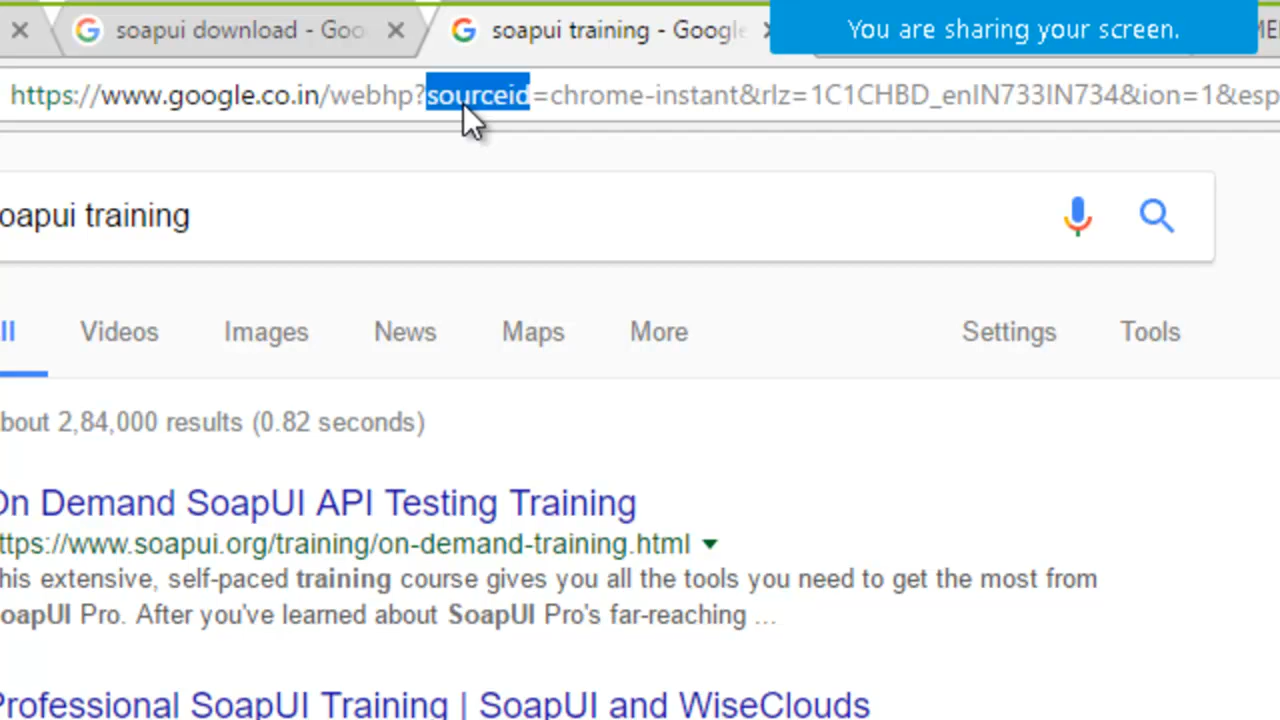 soapui download - Goo
soapui training - Google
You are sharing your screen.
https://www.google.co.in/webhp?sourceid=chrome-instant&rlz=1C1CHBD_enIN733IN734&ion=1&esp
oapui training
ll Videos Images News Maps More Settings Tools
bout 2,84,000 results (0.82 seconds)
On Demand SoapUI API Testing Training
ttps://www.soapui.org/training/on-demand-training.html
his extensive, self-paced training course gives you all the tools you need to get the most from
oapUI Pro. After you've learned about SoapUI Pro's far-reaching ...
Professional SoapUI Training | SoapUI and WiseClouds